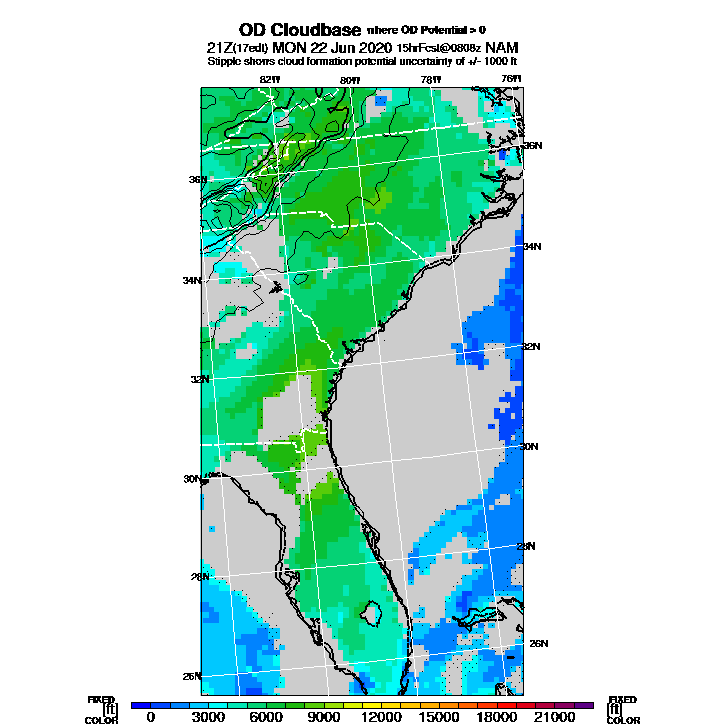 OD Cloudbase where OD Potential > 0
21Z(17edt) MON 22 Jun 2020 15hrFcst@0808z NAM
Stipple shows cloud formation potential uncertainty of +/- 1000 ft
82W 80W 78W 76W
36N 36N
34N 34N
32N 32N
30N 30N
28N 28N
26N 26N
FIXED [ft] COLOR
0 3000 6000 9000 12000 15000 18000 21000
FIXED [ft] COLOR